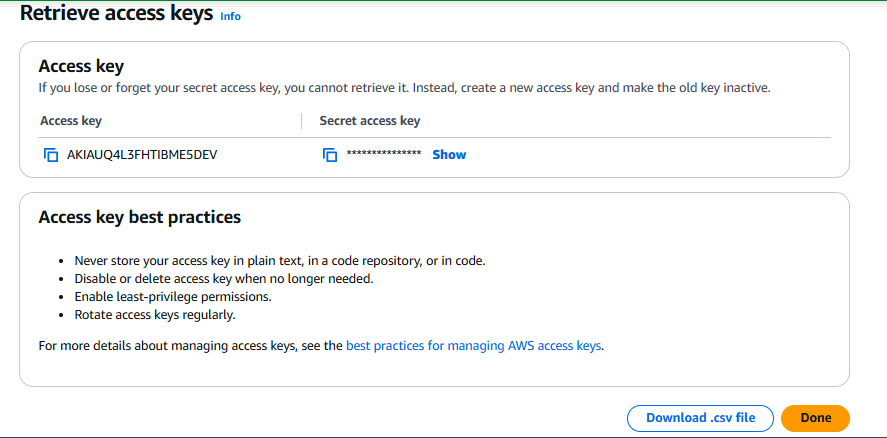 Retrieve access keys Info
Access key
If you lose or forget your secret access key, you cannot retrieve it. Instead, create a new access key and make the old key inactive.
Access key Secret access key
AKIAUQ4L3FHTIBME5DEV *************** Show
Access key best practices
• Never store your access key in plain text, in a code repository, or in code.
• Disable or delete access key when no longer needed.
• Enable least-privilege permissions.
• Rotate access keys regularly.
For more details about managing access keys, see the best practices for managing AWS access keys.
Download .csv file Done